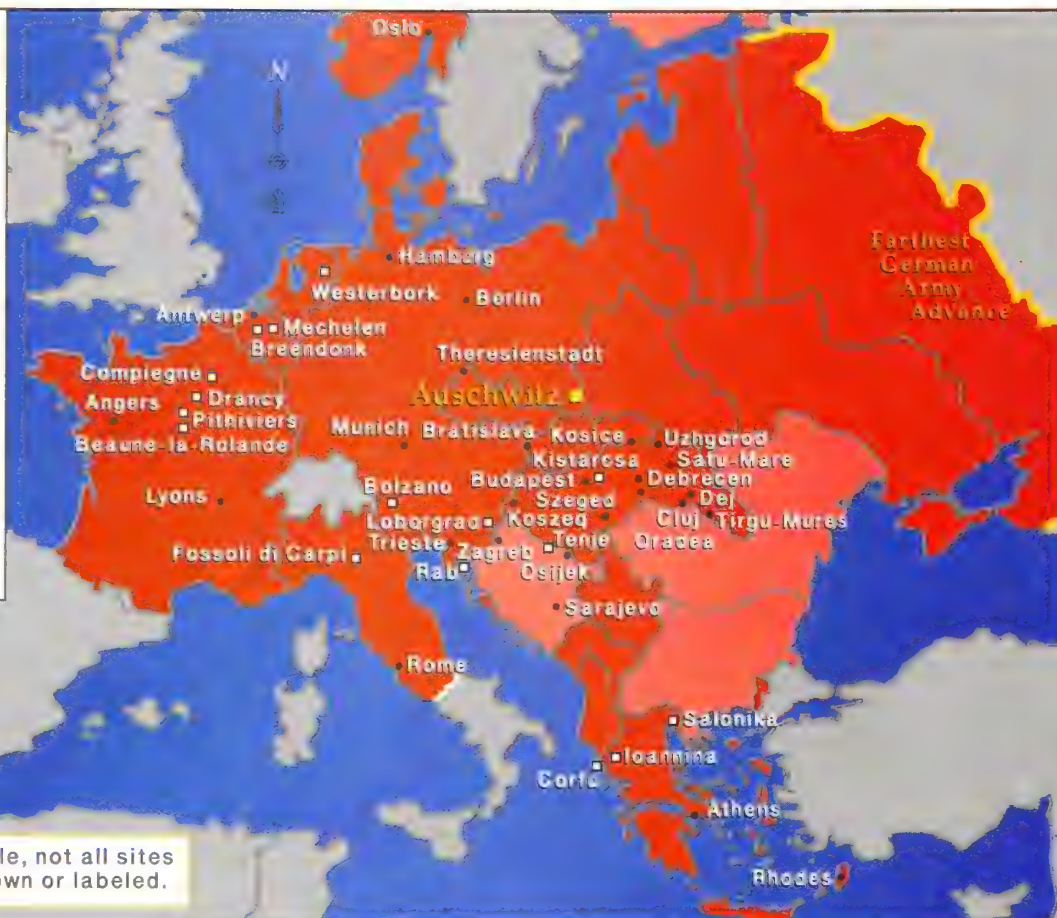 Oslo
N
Hamburg
Westerbork
Berlin
Antwerp
Mechelen
Breendonk
Theresienstadt
Compiegne
Auschwitz
Drancy
Angers
Pithiviers
Beaune-la-Rolande
Munich
Bratislava
Kosice
Uzhgorod
Kistarcsa
Satu-Mare
Budapest
Debrecen
Bolzano
Lyons
Szeged
Dej
Loborgrad
Koszeg
Cluj
Tirgu-Mures
Trieste
Zagreb
Tenje
Oradea
Fossoli di Carpi
Rab
Osijek
Sarajevo
Rome
Salonika
Ioannina
Corfu
Athens
Rhodes
Farthest
German
Army
Advance
le, not all sites
own or labeled.